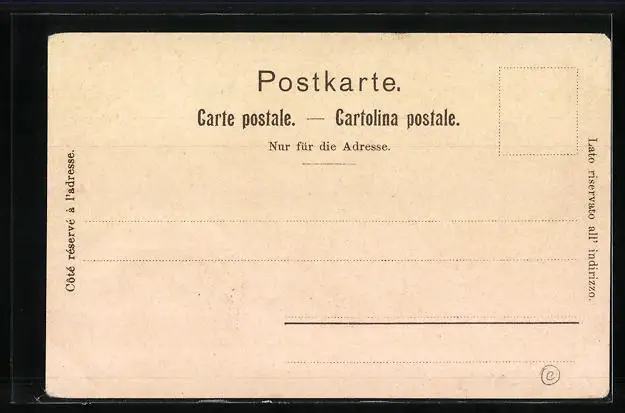 Postkarte.
Carte postale. — Cartolina postale.
Nur für die Adresse.
Côté réservé à l'adresse.
Lato riservato all' indirizzo.